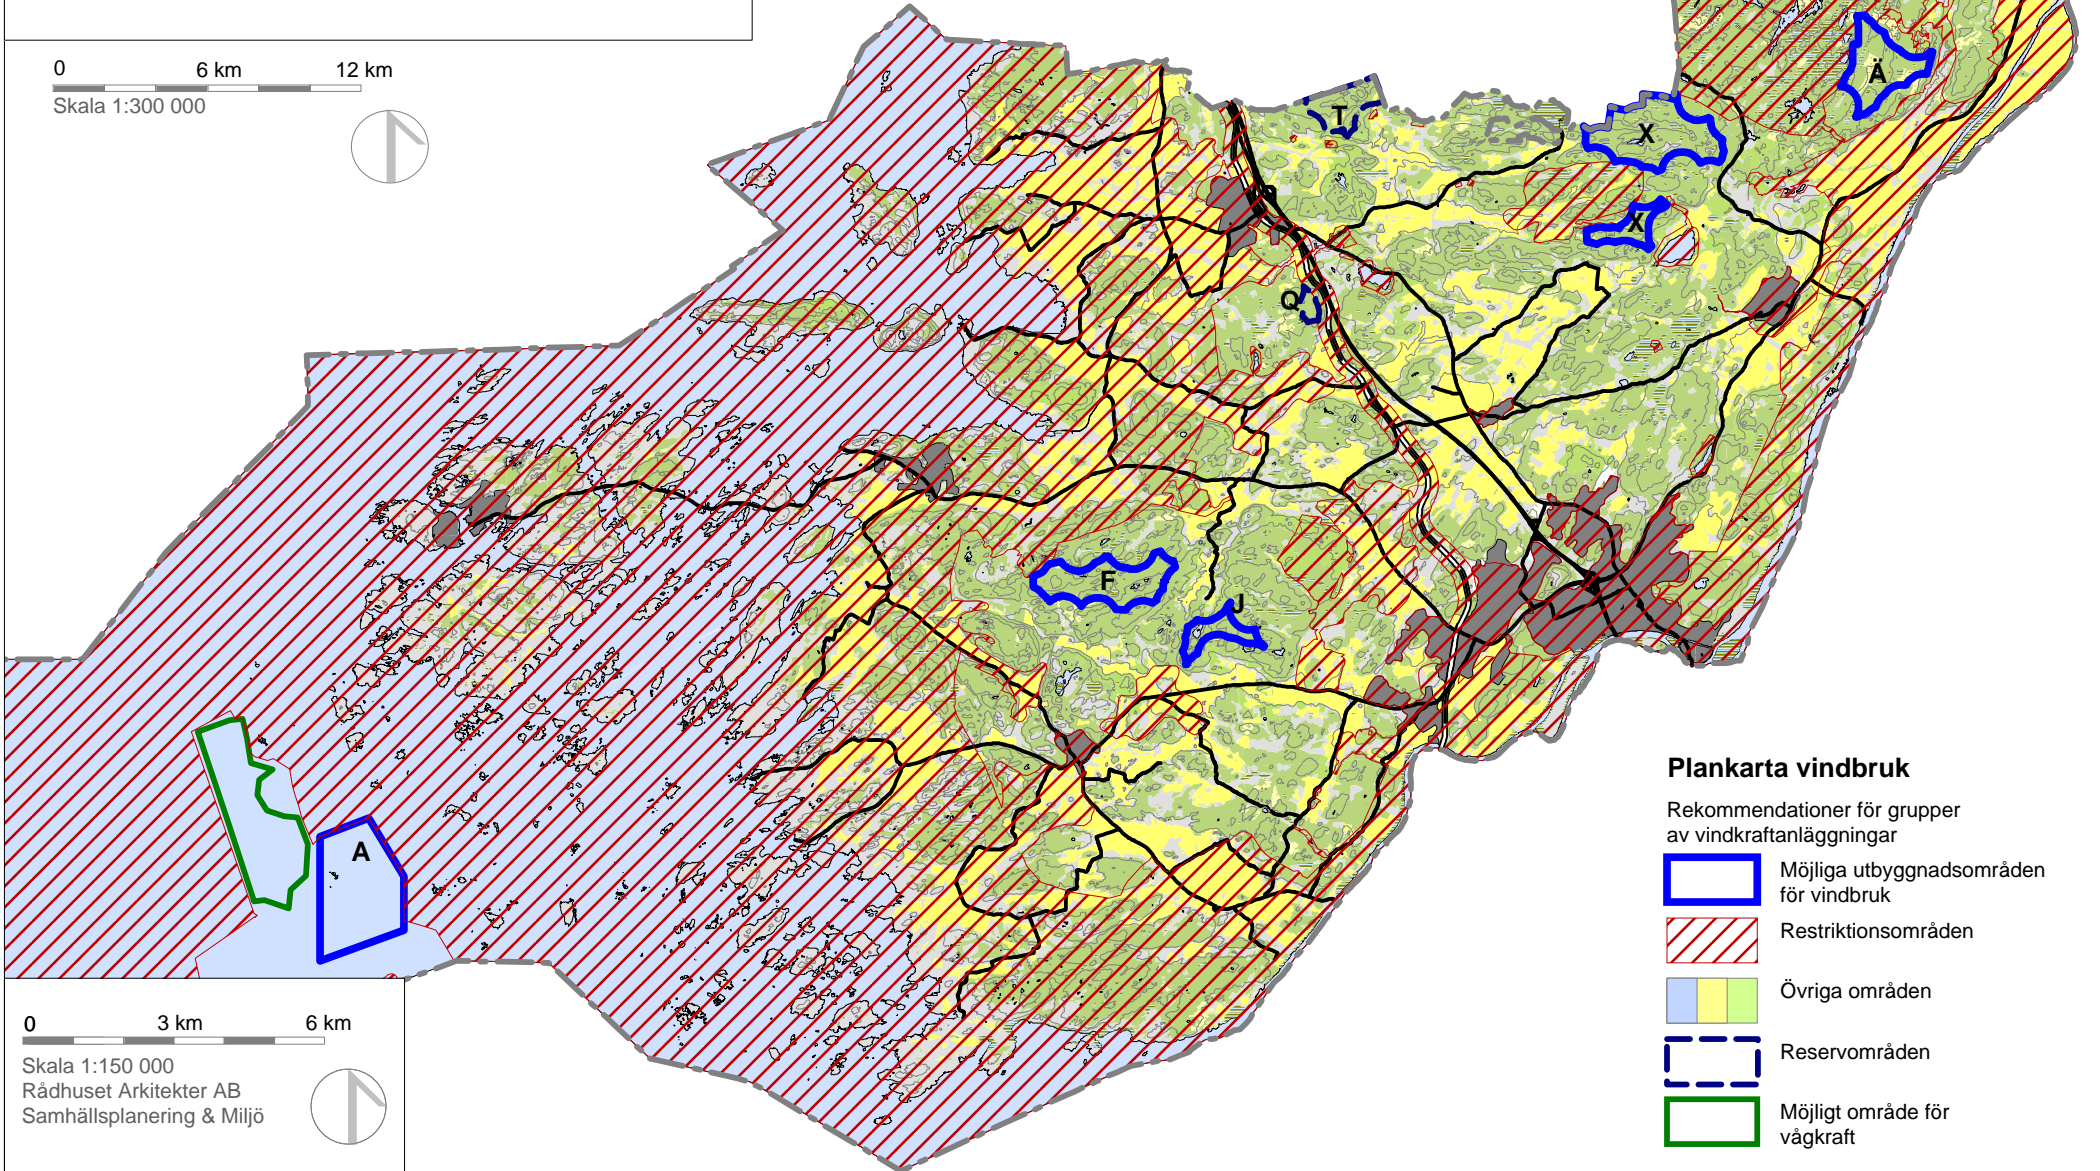 0 6 km 12 km
Skala 1:300 000
Ä
T
X
X
Q
F
J
A
Plankarta vindbruk
Rekommendationer för grupper
av vindkraftanläggningar
Möjliga utbyggnadsområden
för vindbruk
Restriktionsområden
Övriga områden
Reservområden
Möjligt område för
vågkraft
0 3 km 6 km
Skala 1:150 000
Rådhuset Arkitekter AB
Samhällsplanering & Miljö